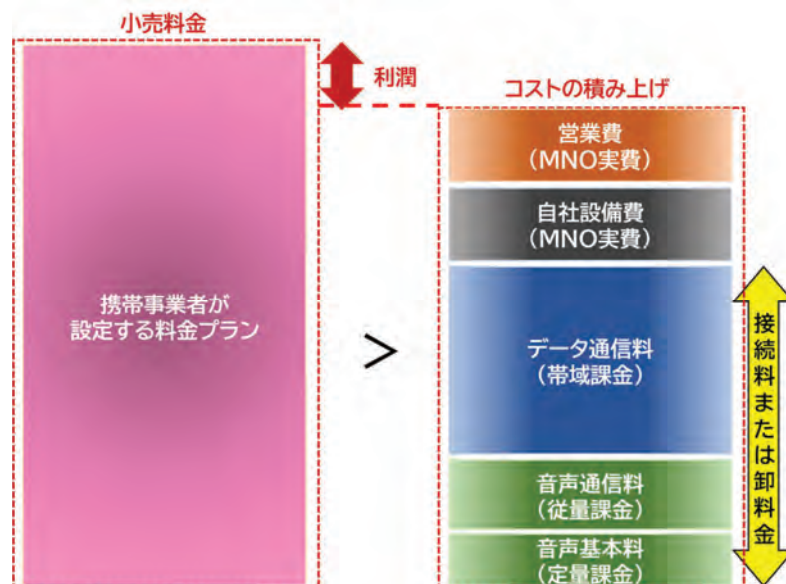 小売料金
利潤
携帯事業者が
設定する料金プラン
>
コストの積み上げ
営業費
(MNO実費)
自社設備費
(MNO実費)
データ通信料
(帯域課金)
音声通信料
(従量課金)
音声基本料
(定量課金)
接続料または卸料金